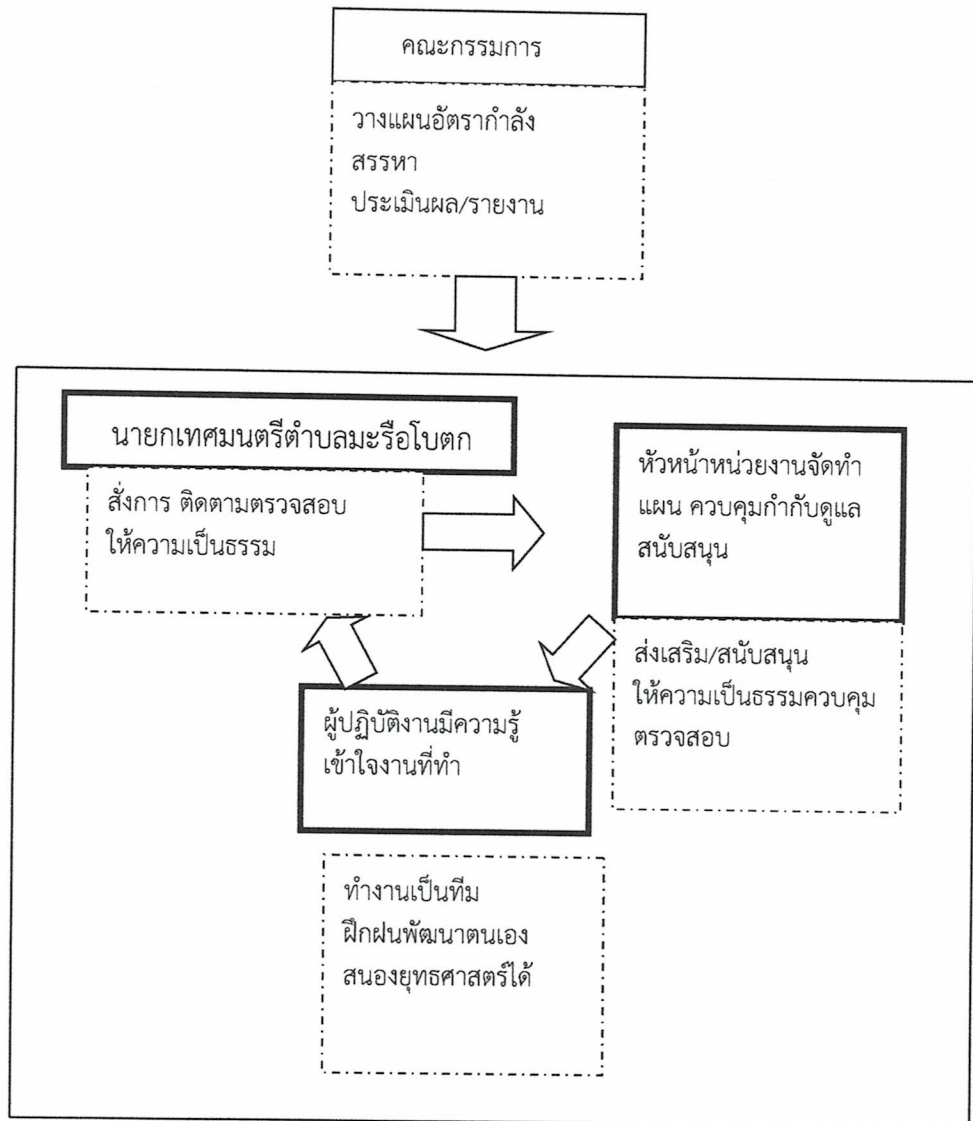 คณะกรรมการ
วางแผนอัตรากำลัง
สรรหา
ประเมินผล/รายงาน
นายกเทศมนตรีตำบลมะรือโบตก
สั่งการ ติดตามตรวจสอบ
ให้ความเป็นธรรม
หัวหน้าหน่วยงานจัดทำ
แผน ควบคุมกำกับดูแล
สนับสนุน
ส่งเสริม/สนับสนุน
ให้ความเป็นธรรมควบคุม
ตรวจสอบ
ผู้ปฏิบัติงานมีความรู้
เข้าใจงานที่ทำ
ทำงานเป็นทีม
ฝึกฝนพัฒนาตนเอง
สนองยุทธศาสตร์ได้